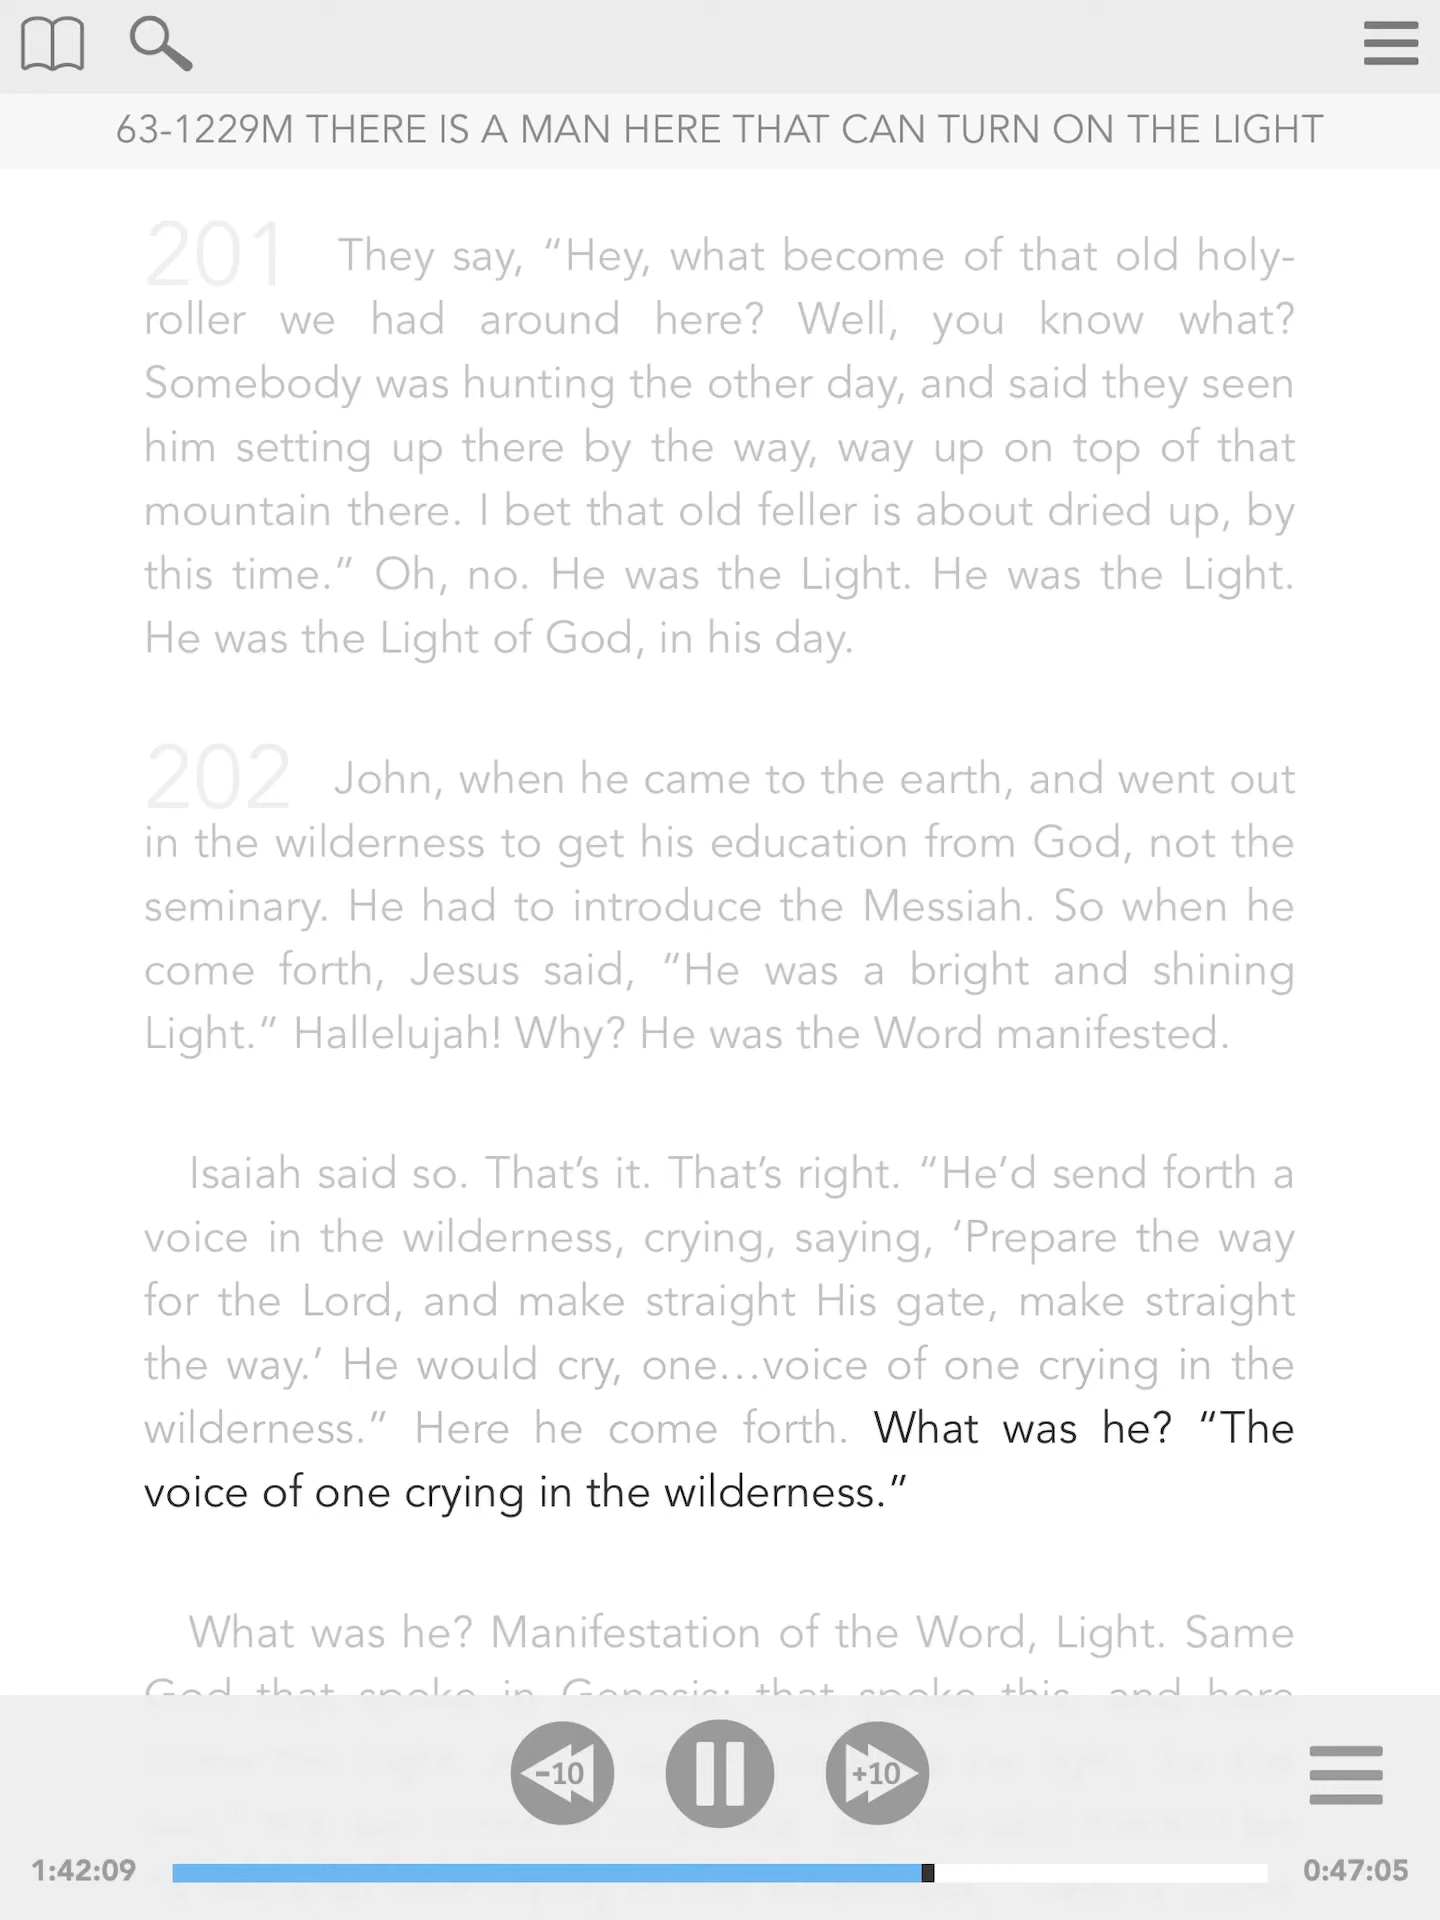 63-1229M THERE IS A MAN HERE THAT CAN TURN ON THE LIGHT
201 They say, “Hey, what become of that old holy-
roller we had around here? Well, you know what?
Somebody was hunting the other day, and said they seen
him setting up there by the way, way up on top of that
mountain there. I bet that old feller is about dried up, by
this time.” Oh, no. He was the Light. He was the Light.
He was the Light of God, in his day.
202 John, when he came to the earth, and went out
in the wilderness to get his education from God, not the
seminary. He had to introduce the Messiah. So when he
come forth, Jesus said, “He was a bright and shining
Light.” Hallelujah! Why? He was the Word manifested.
Isaiah said so. That’s it. That’s right. “He’d send forth a
voice in the wilderness, crying, saying, ‘Prepare the way
for the Lord, and make straight His gate, make straight
the way.’ He would cry, one…voice of one crying in the
wilderness.” Here he come forth. What was he? “The
voice of one crying in the wilderness.”
What was he? Manifestation of the Word, Light. Same
God that spoke in Genesis; that spoke this, and here
-10 +10
1:42:09 0:47:05